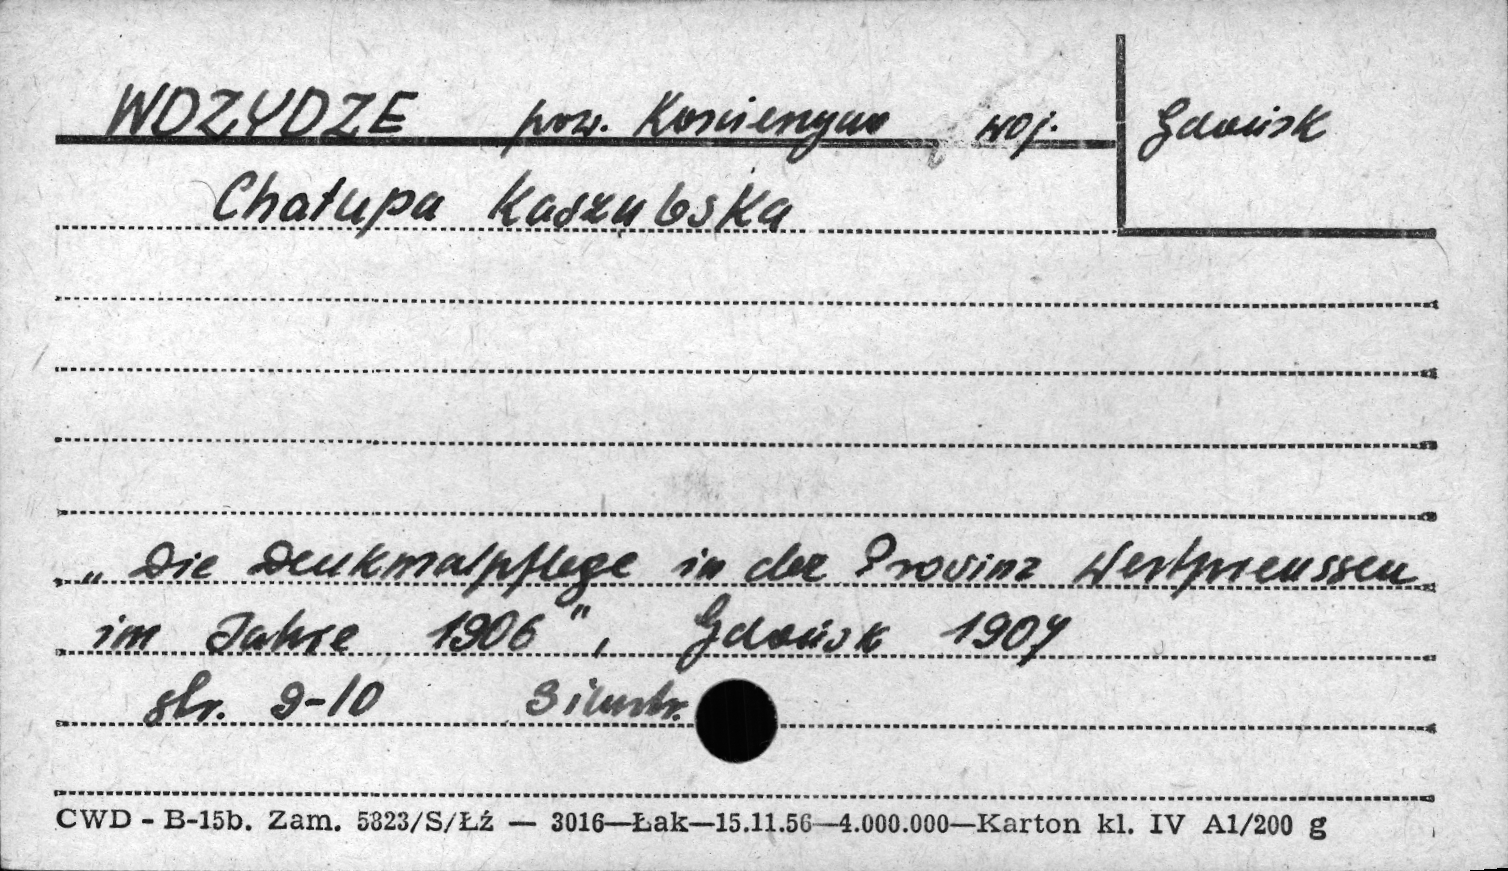 WDZYDZE pow. Kościerzyna woj. Gdańsk
Chałupa Kaszubska
„Die Denkmalpflege in der Provinz Westpreussen
im Jahre 1906", Gdańsk 1907
str. 9-10 3 ilustr.
CWD - B-15b. Zam. 5323/S/Łź — 3016—Łak—15.11.56—4.000.000—Karton kl. IV A1/200 g